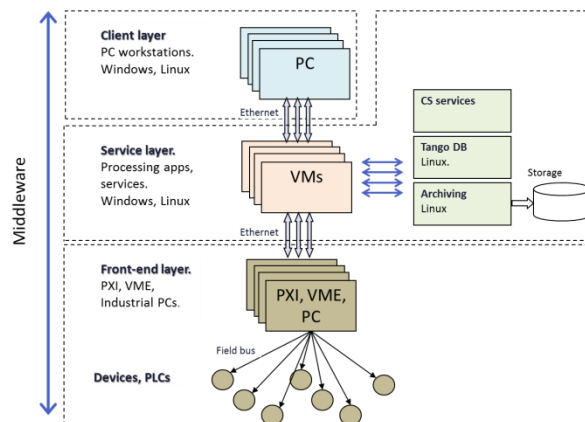 Middleware
Client layer
PC workstations.
Windows, Linux
PC
Ethernet
Service layer.
Processing apps,
services.
Windows, Linux
VMs
CS services
Tango DB
Linux.
Archiving
Linux
Storage
Ethernet
Front-end layer.
PXI, VME,
Industrial PCs.
PXI, VME,
PC
Field bus
Devices, PLCs